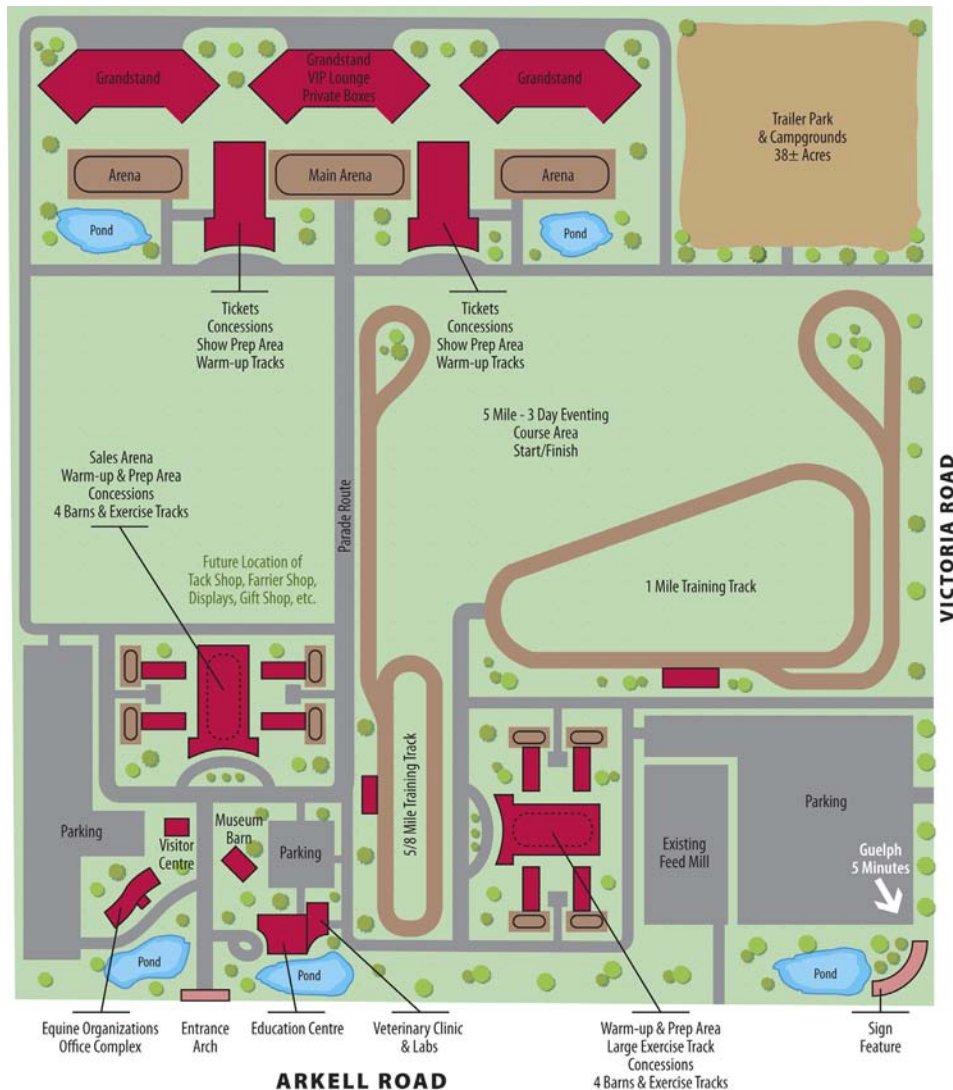 Grandstand
Grandstand
VIP Lounge
Private Boxes
Grandstand
Trailer Park
& Campgrounds
38± Acres
Arena
Main Arena
Arena
Pond
Pond
Tickets
Concessions
Show Prep Area
Warm-up Tracks
Tickets
Concessions
Show Prep Area
Warm-up Tracks
5 Mile - 3 Day Eventing
Course Area
Start/Finish
Sales Arena
Warm-up & Prep Area
Concessions
4 Barns & Exercise Tracks
Parade Route
VICTORIA ROAD
Future Location of
Tack Shop, Farrier Shop,
Displays, Gift Shop, etc.
1 Mile Training Track
5/8 Mile Training Track
Parking
Visitor
Centre
Museum
Barn
Parking
Existing
Feed Mill
Parking
Guelph
5 Minutes
Pond
Pond
Pond
Equine Organizations
Office Complex
Entrance
Arch
Education Centre
Veterinary Clinic
& Labs
Warm-up & Prep Area
Large Exercise Track
Concessions
4 Barns & Exercise Tracks
Sign
Feature
ARKELL ROAD